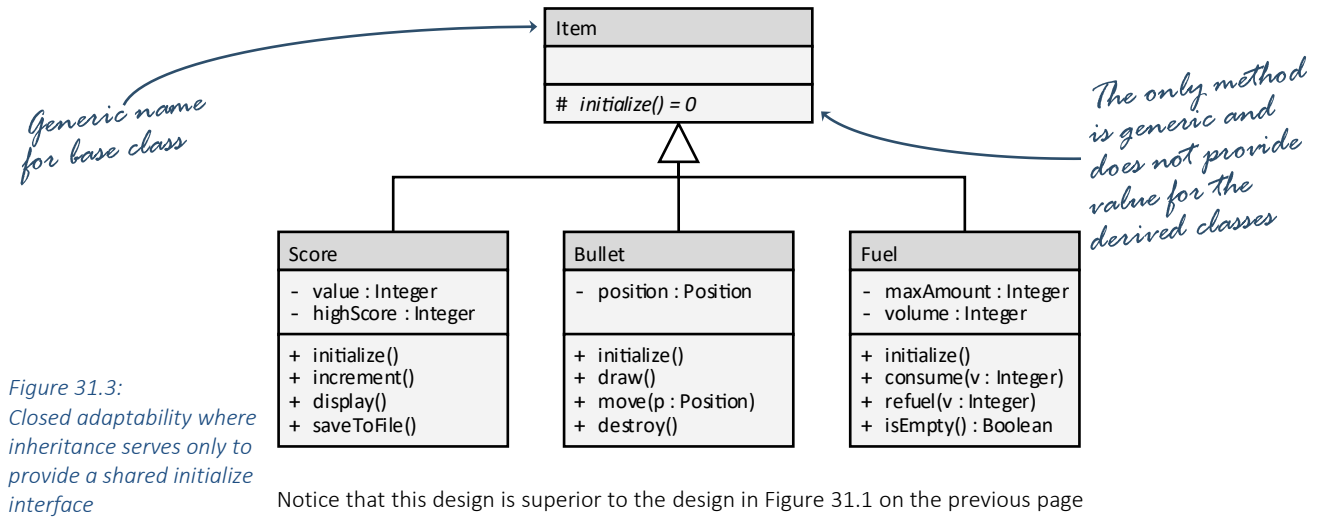 Item
# initialize() = 0
Generic name
for base class
The only method
is generic and
does not provide
value for the
derived classes
Score
- value : Integer
- highScore : Integer
+ initialize()
+ increment()
+ display()
+ saveToFile()
Bullet
- position : Position
+ initialize()
+ draw()
+ move(p : Position)
+ destroy()
Fuel
- maxAmount : Integer
- volume : Integer
+ initialize()
+ consume(v : Integer)
+ refuel(v : Integer)
+ isEmpty() : Boolean
Figure 31.3:
Closed adaptability where
inheritance serves only to
provide a shared initialize
interface
Notice that this design is superior to the design in Figure 31.1 on the previous page